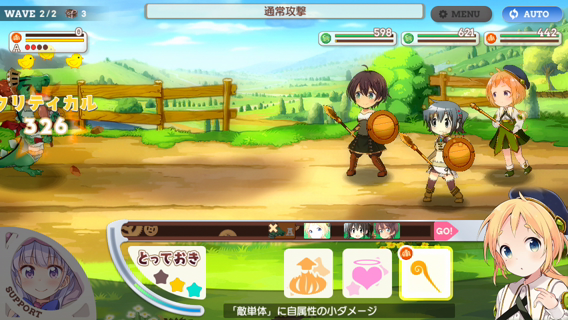 WAVE 2/2 3
通常攻撃
MENU
AUTO
0
A
598
621
442
クリティカル
326
A
GO!
とっておき
SUPPORT
「敵単体」に自属性の小ダメージ